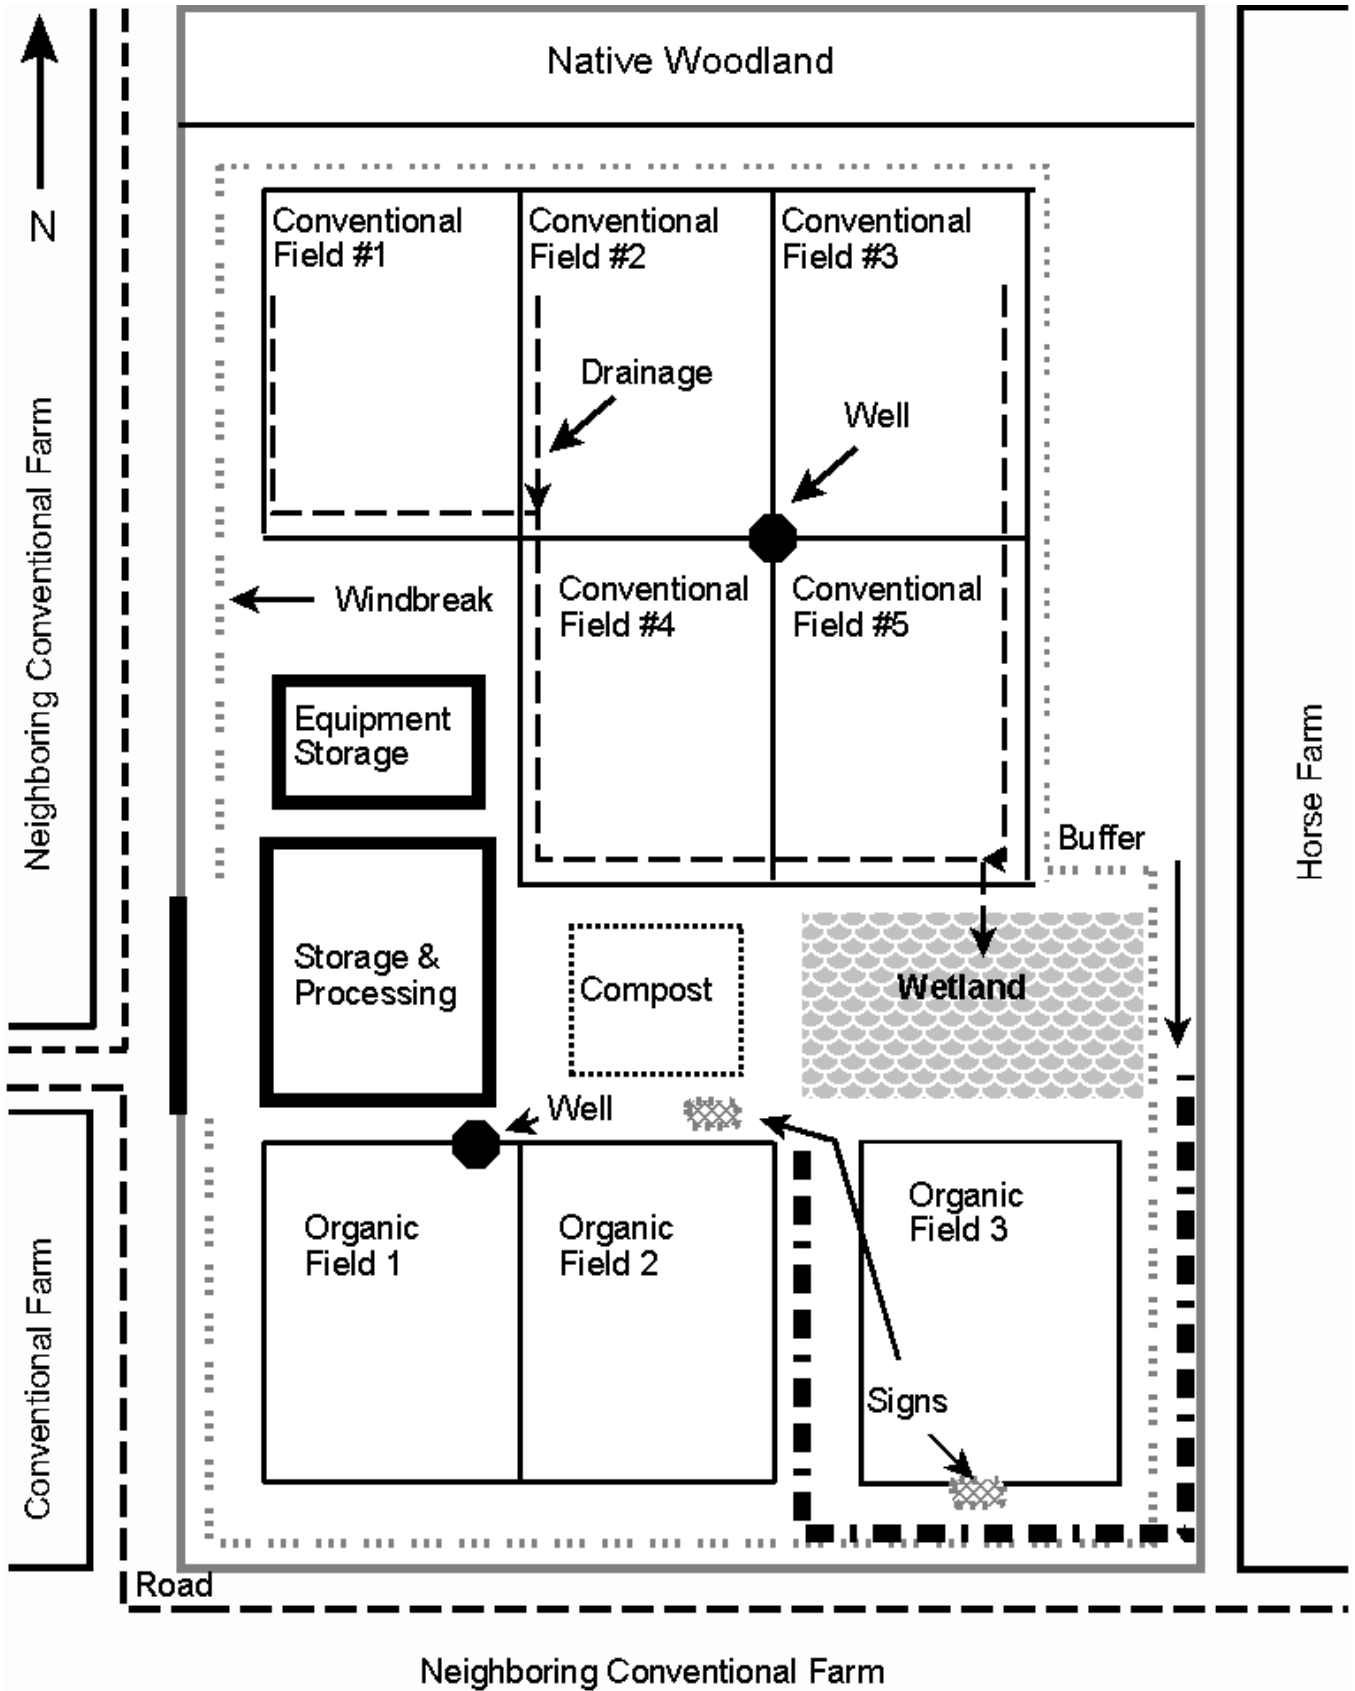 Native Woodland
N
Conventional
Field #1
Conventional
Field #2
Conventional
Field #3
Drainage
Well
Neighboring Conventional Farm
Windbreak
Conventional
Field #4
Conventional
Field #5
Equipment
Storage
Horse Farm
Buffer
Storage &
Processing
Compost
Wetland
Well
Organic
Field 1
Organic
Field 2
Organic
Field 3
Conventional Farm
Signs
Road
Neighboring Conventional Farm